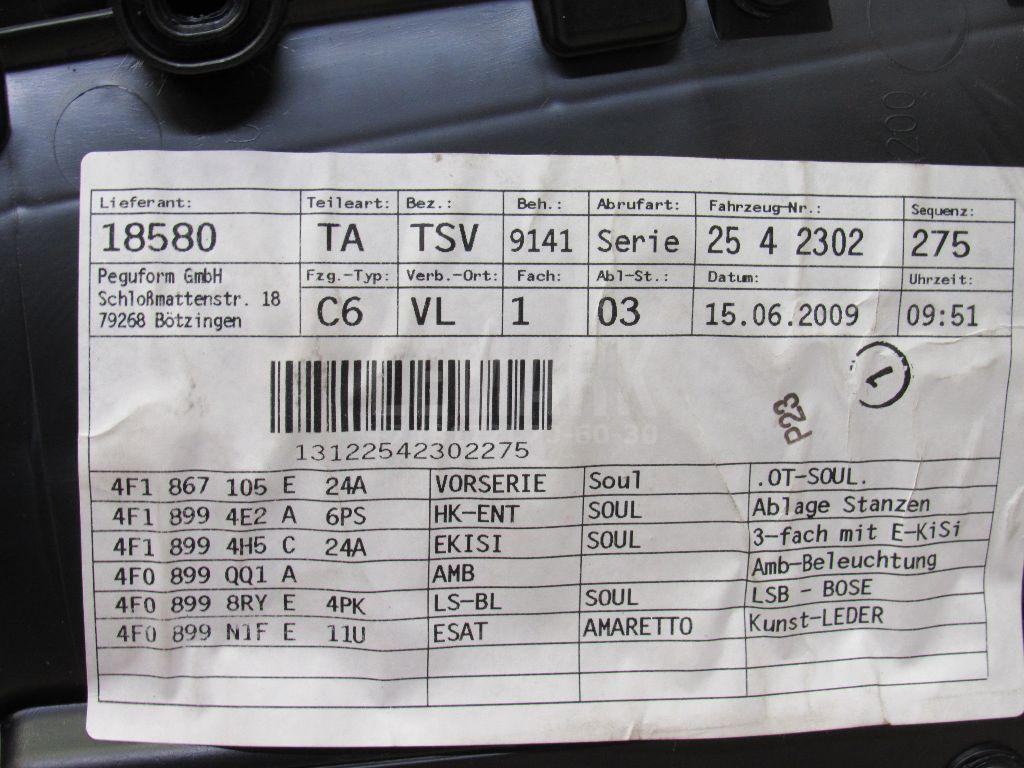 Lieferant: Teileart: Bez.: Beh.: Abrufart: Fahrzeug-Nr.: Sequenz:
18580 TA TSV 9141 Serie 25 4 2302 275
Peguform GmbH
Schloßmattenstr. 18
79268 Bötzingen
Fzg.-Typ: Verb.-Ort: Fach: Abl-St.: Datum: Uhrzeit:
C6 VL 1 03 15.06.2009 09:51
1
P23
13122542302275
4F1 867 105 E 24A VORSERIE Soul .OT-SOUL.
4F1 899 4E2 A 6PS HK-ENT SOUL Ablage Stanzen
4F1 899 4H5 C 24A EKISI SOUL 3-fach mit E-KiSi
4F0 899 QQ1 A AMB Amb-Beleuchtung
4F0 899 8RY E 4PK LS-BL SOUL LSB - BOSE
4F0 899 N1F E 11U ESAT AMARETTO Kunst-LEDER